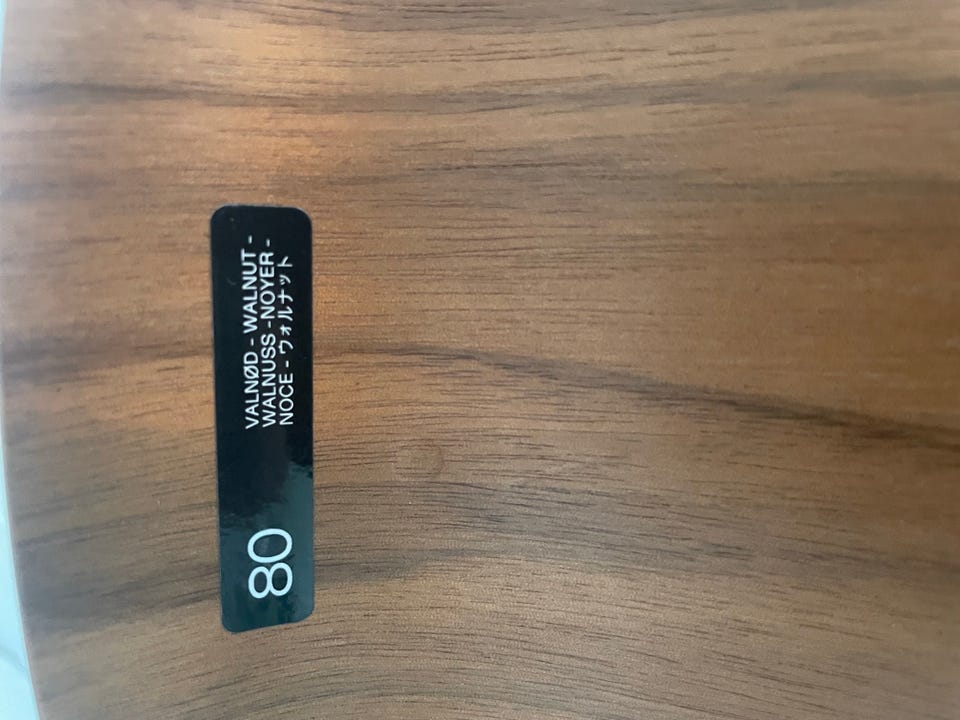 80
VALNØD - WALNUT -
WALNUSS -NOYER -
NOCE - ウォルナット